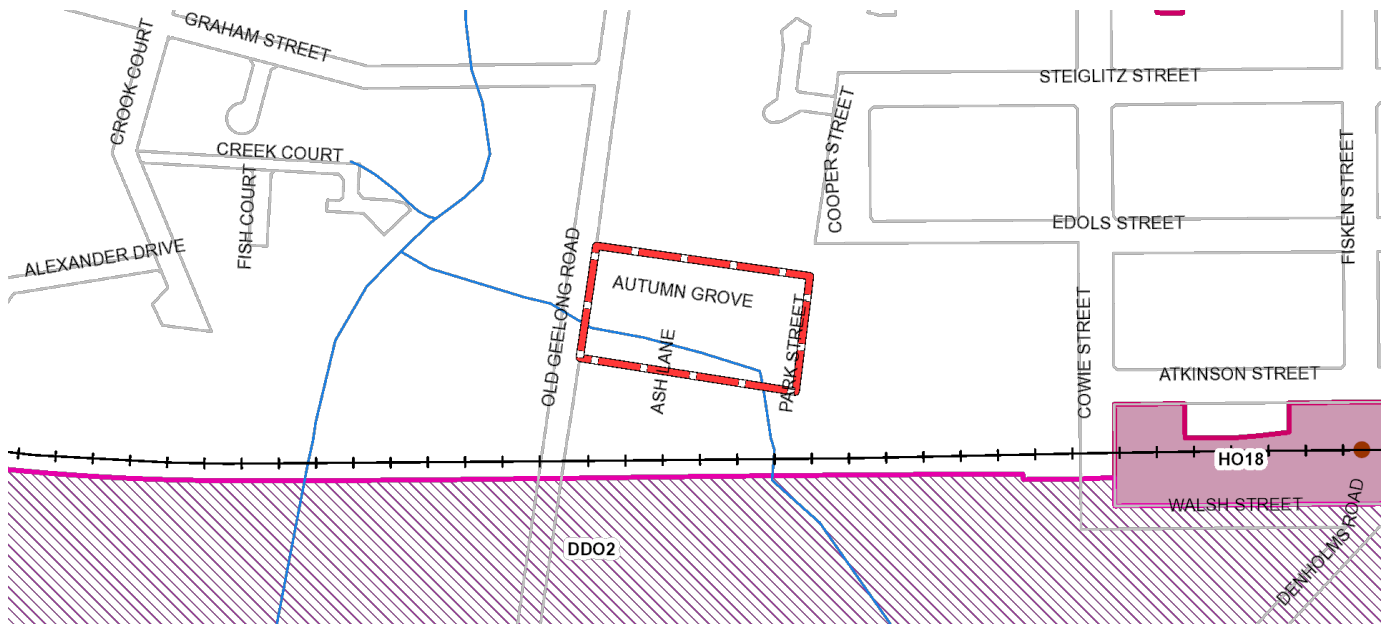 GRAHAM STREET
CROOK COURT
STEIGLITZ STREET
CREEK COURT
COOPER STREET
FISKEN STREET
FISH COURT
EDOLS STREET
ALEXANDER DRIVE
OLD GEELONG ROAD
AUTUMN GROVE
PARK STREET
COWIE STREET
ASH LANE
ATKINSON STREET
HO18
WALSH STREET
DENHOLMS ROAD
DDO2